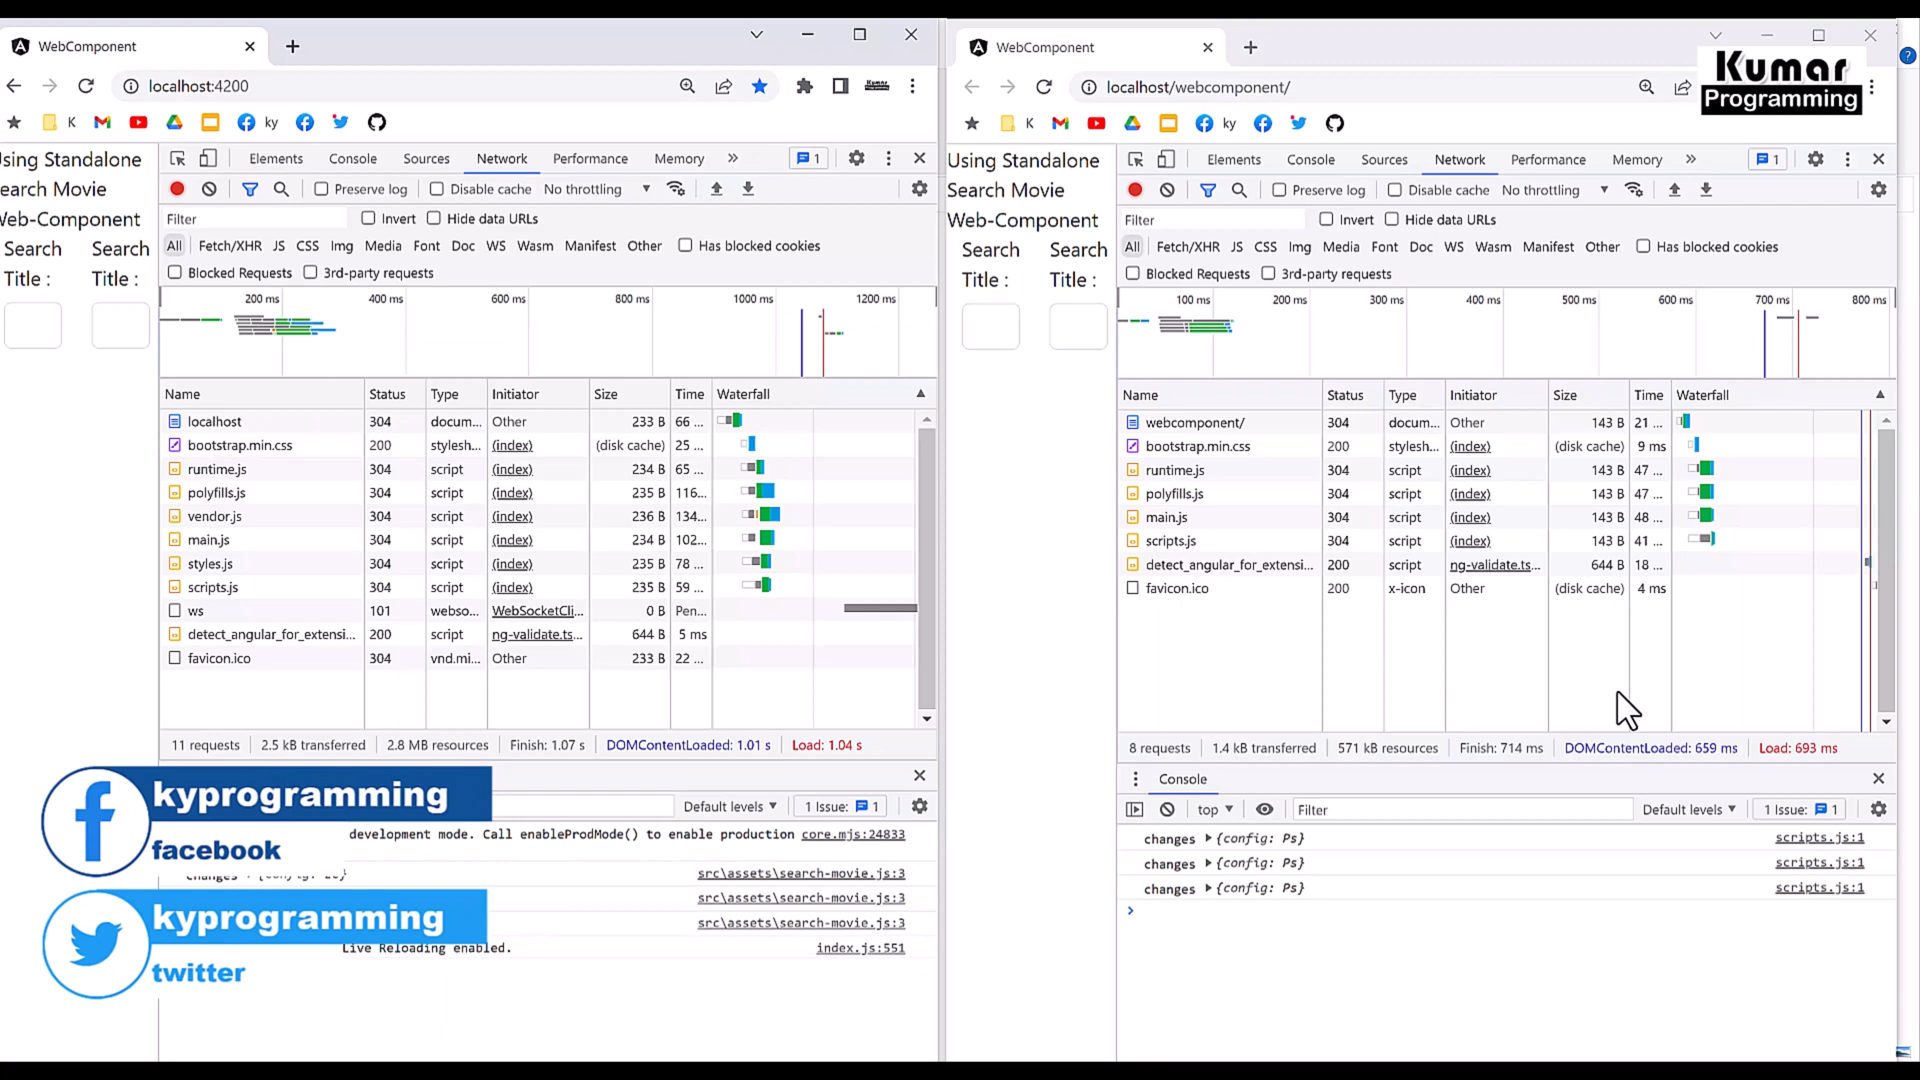 WebComponent
localhost:4200
K
ky
Using Standalone
Search Movie
Web-Component
Search Search
Title : Title :
Elements Console Sources Network Performance Memory » 1
Preserve log Disable cache No throttling
Filter Invert Hide data URLs
All Fetch/XHR JS CSS Img Media Font Doc WS Wasm Manifest Other Has blocked cookies
Blocked Requests 3rd-party requests
200 ms 400 ms 600 ms 800 ms 1000 ms 1200 ms
Name Status Type Initiator Size Time Waterfall
localhost 304 docum... Other 233 B 66 ...
bootstrap.min.css 200 stylesh... (index) (disk cache) 25 ...
runtime.js 304 script (index) 234 B 65 ...
polyfills.js 304 script (index) 235 B 116...
vendor.js 304 script (index) 236 B 134...
main.js 304 script (index) 234 B 102...
styles.js 304 script (index) 235 B 78 ...
scripts.js 304 script (index) 235 B 59 ...
ws 101 webso... WebSocketCli... 0 B Pen...
detect_angular_for_extensi... 200 script ng-validate.ts... 644 B 5 ms
favicon.ico 304 vnd.mi... Other 233 B 22 ...
11 requests 2.5 kB transferred 2.8 MB resources Finish: 1.07 s DOMContentLoaded: 1.01 s Load: 1.04 s
Default levels 1 Issue: 1
development mode. Call enableProdMode() to enable production core.mjs:24833
changes src\assets\search-movie.js:3
src\assets\search-movie.js:3
src\assets\search-movie.js:3
Live Reloading enabled. index.js:551
kyprogramming
facebook
kyprogramming
twitter
WebComponent
Kumar
Programming
localhost/webcomponent/
K
ky
Using Standalone
Search Movie
Web-Component
Search Search
Title : Title :
Elements Console Sources Network Performance Memory » 1
Preserve log Disable cache No throttling
Filter Invert Hide data URLs
All Fetch/XHR JS CSS Img Media Font Doc WS Wasm Manifest Other Has blocked cookies
Blocked Requests 3rd-party requests
100 ms 200 ms 300 ms 400 ms 500 ms 600 ms 700 ms 800 ms
Name Status Type Initiator Size Time Waterfall
webcomponent/ 304 docum... Other 143 B 21 ...
bootstrap.min.css 200 stylesh... (index) (disk cache) 9 ms
runtime.js 304 script (index) 143 B 47 ...
polyfills.js 304 script (index) 143 B 47 ...
main.js 304 script (index) 143 B 48 ...
scripts.js 304 script (index) 143 B 41 ...
detect_angular_for_extensi... 200 script ng-validate.ts... 644 B 18 ...
favicon.ico 200 x-icon Other (disk cache) 4 ms
8 requests 1.4 kB transferred 571 kB resources Finish: 714 ms DOMContentLoaded: 659 ms Load: 693 ms
Console
top Filter Default levels 1 Issue: 1
changes {config: Ps} scripts.js:1
changes {config: Ps} scripts.js:1
changes {config: Ps} scripts.js:1